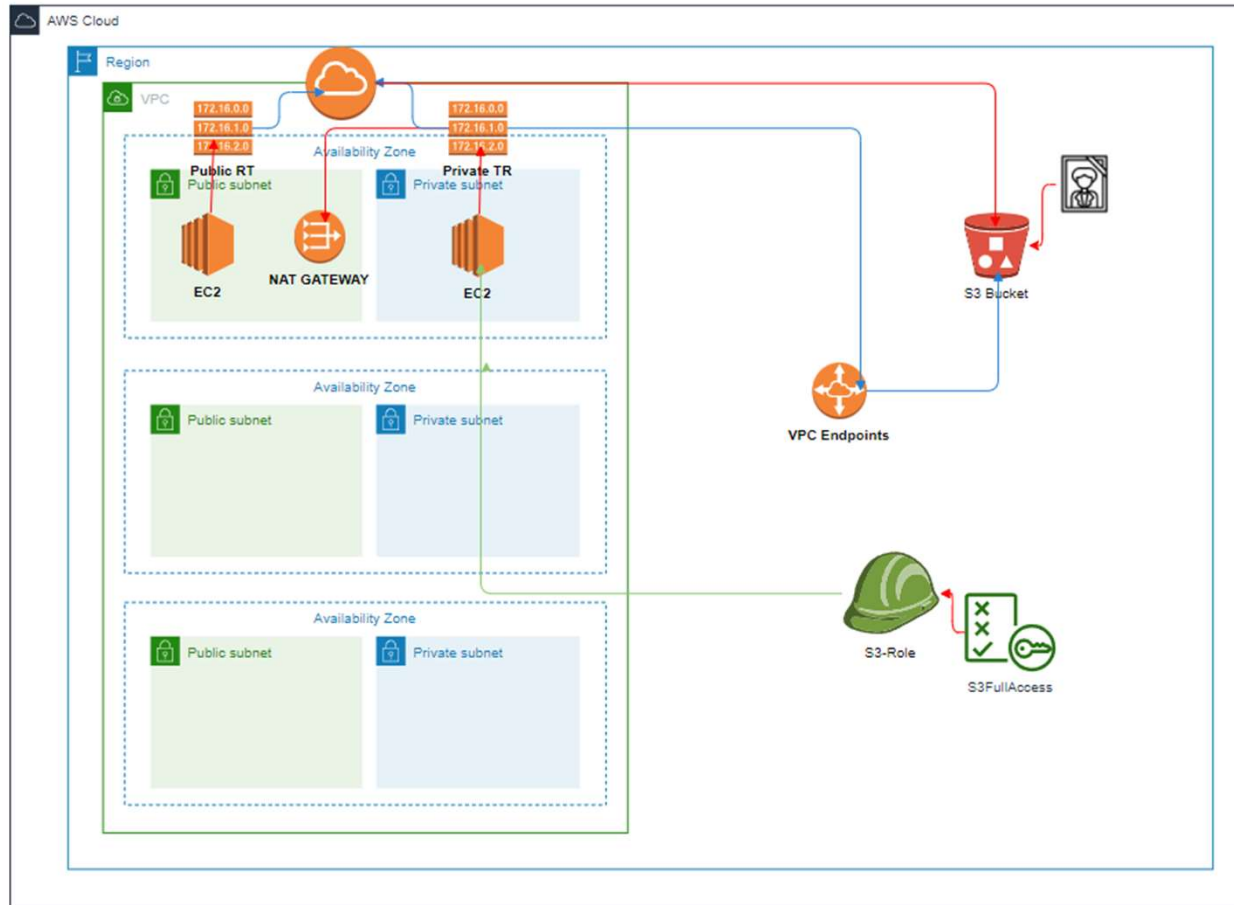 AWS Cloud
Region
VPC
172.16.0.0
172.16.1.0
172.16.2.0
Public RT
172.16.0.0
172.16.1.0
172.16.2.0
Private TR
Availability Zone
Public subnet
Private subnet
EC2
NAT GATEWAY
EC2
S3 Bucket
Availability Zone
Public subnet
Private subnet
VPC Endpoints
Availability Zone
Public subnet
Private subnet
S3-Role
S3FullAccess